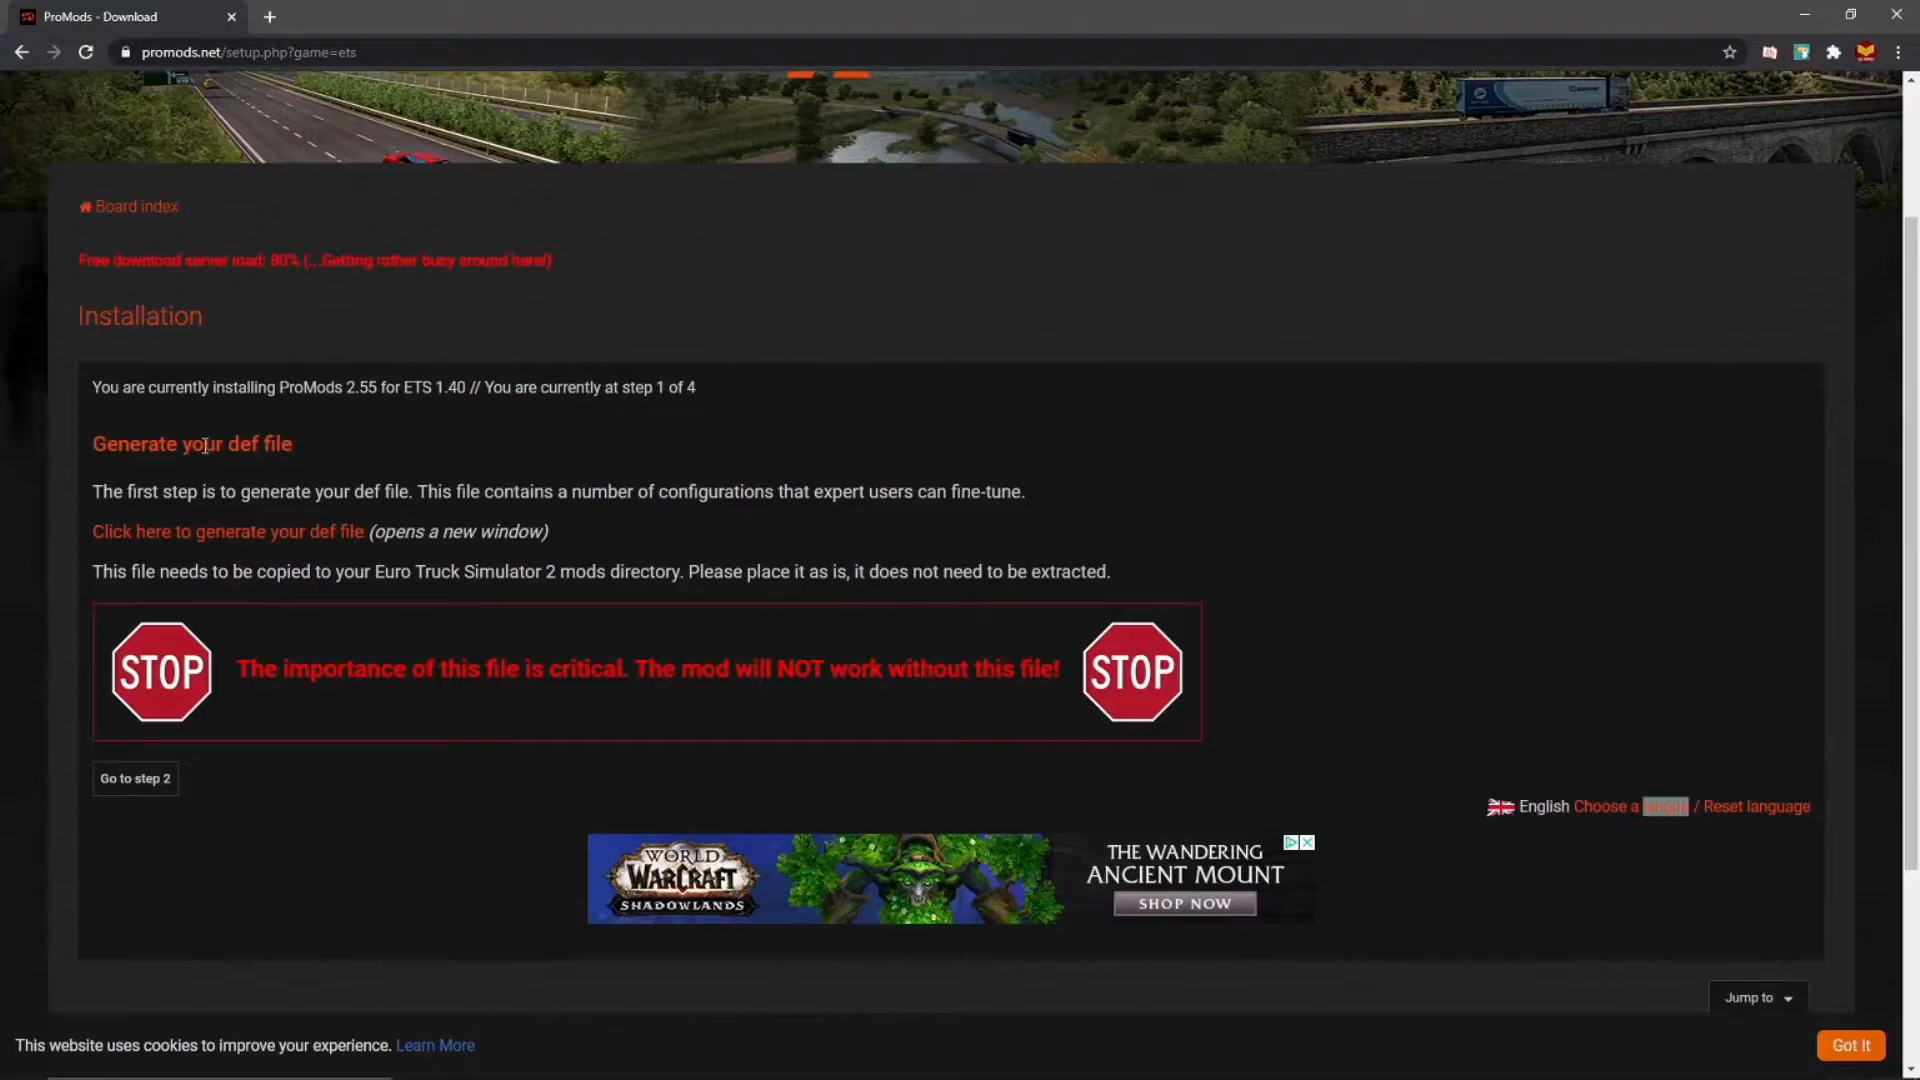 ProMods - Download
promods.net/setup.php?game=ets
Board index
Free download server load: 80% (...Getting rather busy around here!)
Installation
You are currently installing ProMods 2.55 for ETS 1.40 // You are currently at step 1 of 4
Generate your def file
The first step is to generate your def file. This file contains a number of configurations that expert users can fine-tune.
Click here to generate your def file (opens a new window)
This file needs to be copied to your Euro Truck Simulator 2 mods directory. Please place it as is, it does not need to be extracted.
STOP The importance of this file is critical. The mod will NOT work without this file! STOP
Go to step 2
English Choose a / Reset language
WORLD OF WARCRAFT SHADOWLANDS
THE WANDERING
ANCIENT MOUNT
SHOP NOW
Jump to
This website uses cookies to improve your experience. Learn More
Got It